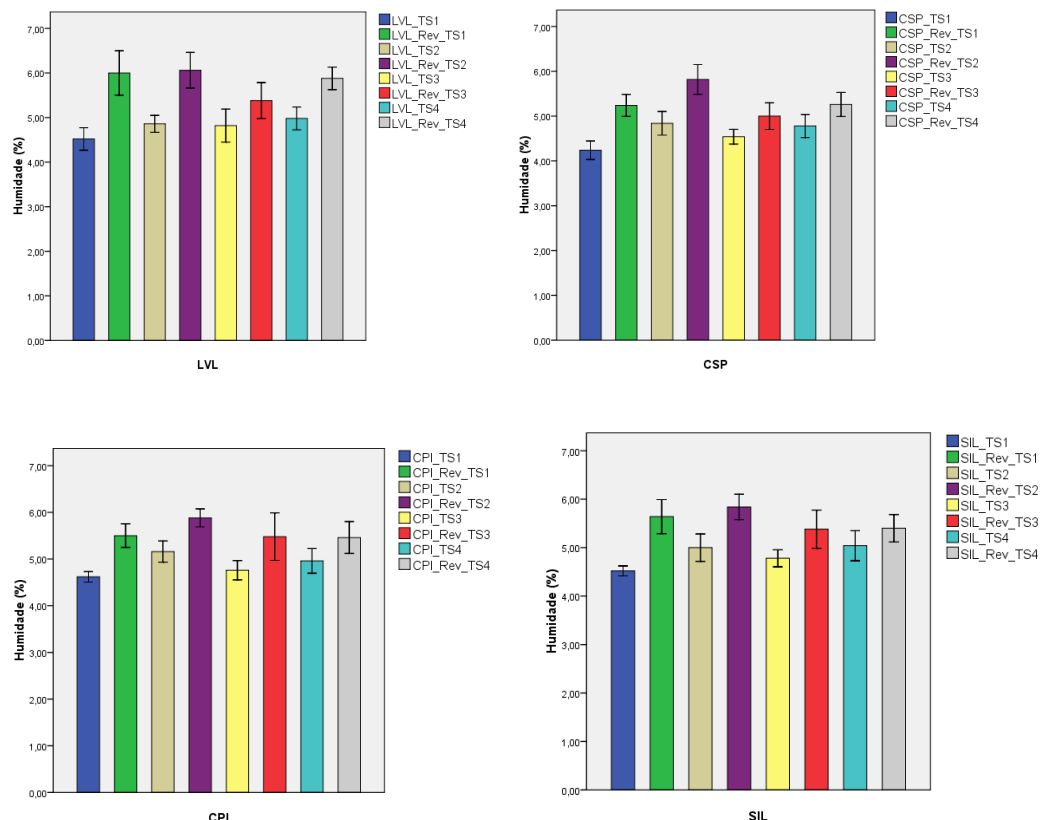 7,00
6,00
5,00
4,00
3,00
2,00
1,00
0,00
Humidade (%)
LVL
LVL_TS1
LVL_Rev_TS1
LVL_TS2
LVL_Rev_TS2
LVL_TS3
LVL_Rev_TS3
LVL_TS4
LVL_Rev_TS4
7,00
6,00
5,00
4,00
3,00
2,00
1,00
0,00
Humidade (%)
CSP
CSP_TS1
CSP_Rev_TS1
CSP_TS2
CSP_Rev_TS2
CSP_TS3
CSP_Rev_TS3
CSP_TS4
CSP_Rev_TS4
7,00
6,00
5,00
4,00
3,00
2,00
1,00
0,00
Humidade (%)
CPI
CPI_TS1
CPI_Rev_TS1
CPI_TS2
CPI_Rev_TS2
CPI_TS3
CPI_Rev_TS3
CPI_TS4
CPI_Rev_TS4
7,00
6,00
5,00
4,00
3,00
2,00
1,00
0,00
Humidade (%)
SIL
SIL_TS1
SIL_Rev_TS1
SIL_TS2
SIL_Rev_TS2
SIL_TS3
SIL_Rev_TS3
SIL_TS4
SIL_Rev_TS4